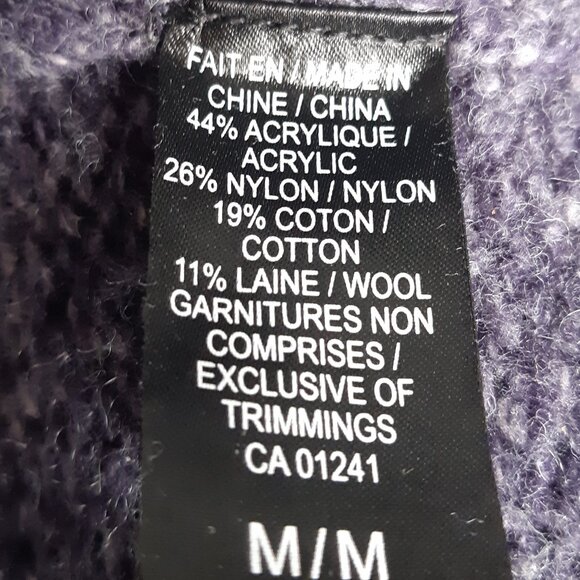 FAIT EN / MADE IN
CHINE / CHINA
44% ACRYLIQUE /
ACRYLIC
26% NYLON / NYLON
19% COTON /
COTTON
11% LAINE / WOOL
GARNITURES NON
COMPRISES /
EXCLUSIVE OF
TRIMMINGS
CA 01241
M / M